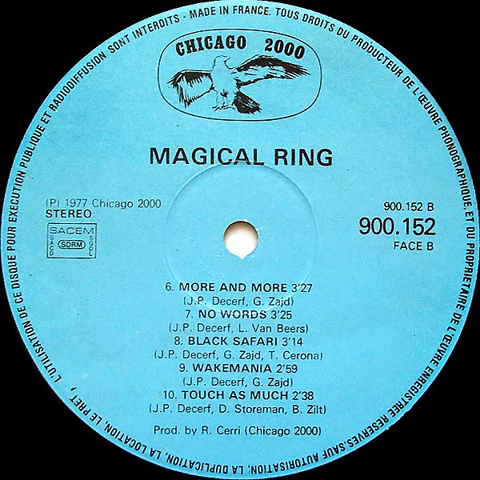 CHICAGO 2000
MAGICAL RING
(P) 1977 Chicago 2000
STEREO
SACEM
SACD SDRM SGDL
900.152 B
900.152
FACE B
6. MORE AND MORE 3'27
(J.P. Decerf, G. Zajd)
7. NO WORDS 3'25
(J.P. Decerf, L. Van Beers)
8. BLACK SAFARI 3'14
(J.P. Decerf, G. Zajd, T. Cerona)
9. WAKEMANIA 2'59
(J.P. Decerf, G. Zajd)
10. TOUCH AS MUCH 2'38
(J.P. Decerf, D. Storeman, B. Zilt)
Prod. by R. Cerri (Chicago 2000)
MADE IN FRANCE. TOUS DROITS DU PRODUCTEUR DE L'ŒUVRE PHONOGRAPHIQUE ET DU PROPRIETAIRE DE L'ŒUVRE ENREGISTREE RESERVES. SAUF AUTORISATION, LA DUPLICATION, LA LOCATION, LE PRET, L'UTILISATION DE CE DISQUE POUR EXECUTION PUBLIQUE ET RADIODIFFUSION SONT INTERDITS -